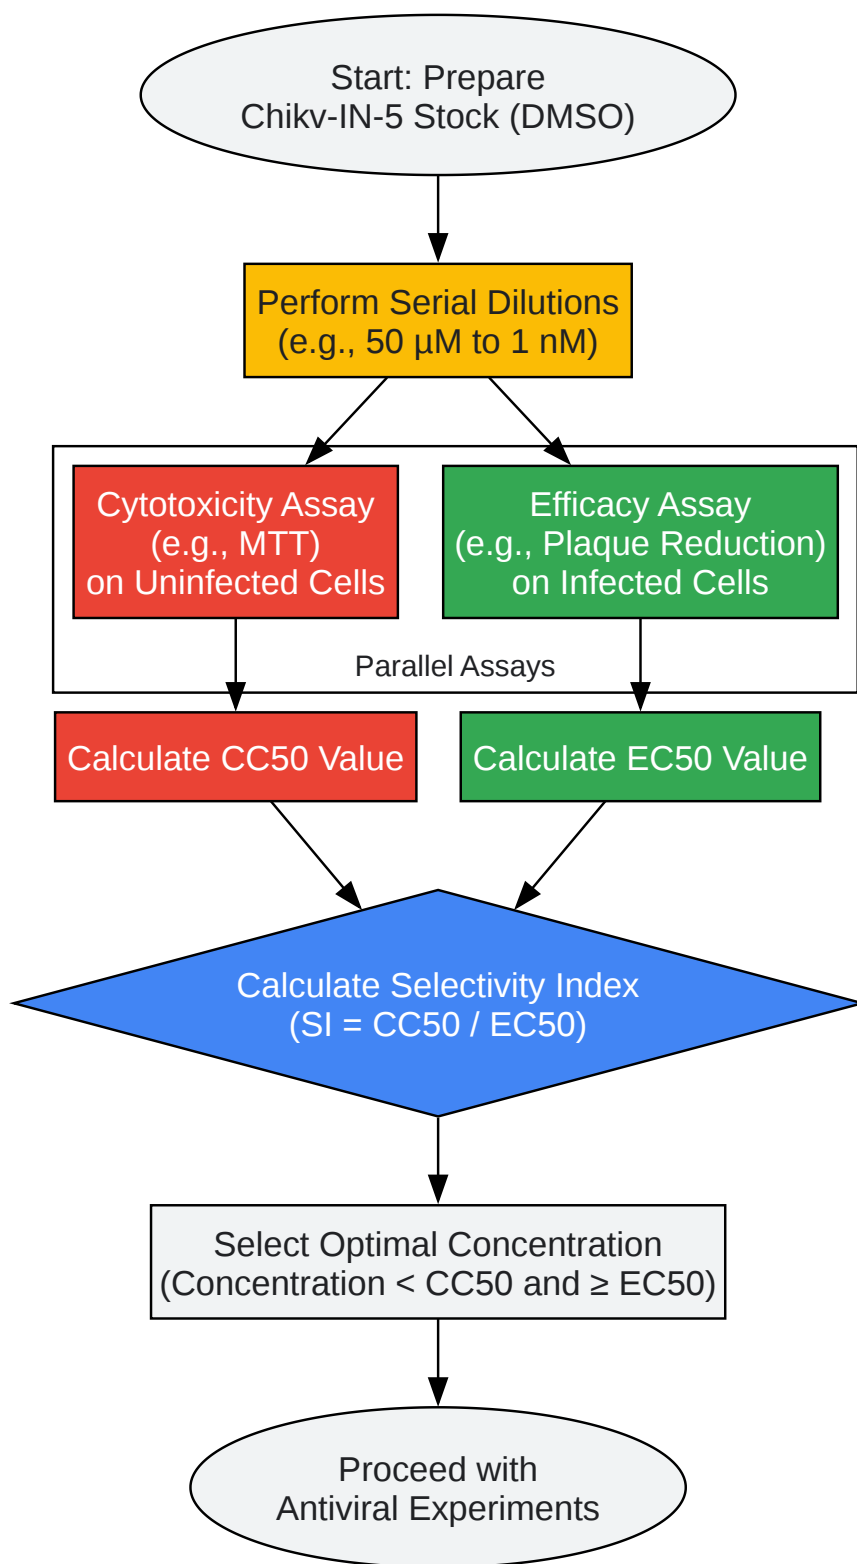 Start: Prepare
Chikv-IN-5 Stock (DMSO)
Perform Serial Dilutions
(e.g., 50 µM to 1 nM)
Cytotoxicity Assay
(e.g., MTT)
on Uninfected Cells
Efficacy Assay
(e.g., Plaque Reduction)
on Infected Cells
Parallel Assays
Calculate CC50 Value
Calculate EC50 Value
Calculate Selectivity Index
(SI = CC50 / EC50)
Select Optimal Concentration
(Concentration < CC50 and ≥ EC50)
Proceed with
Antiviral Experiments